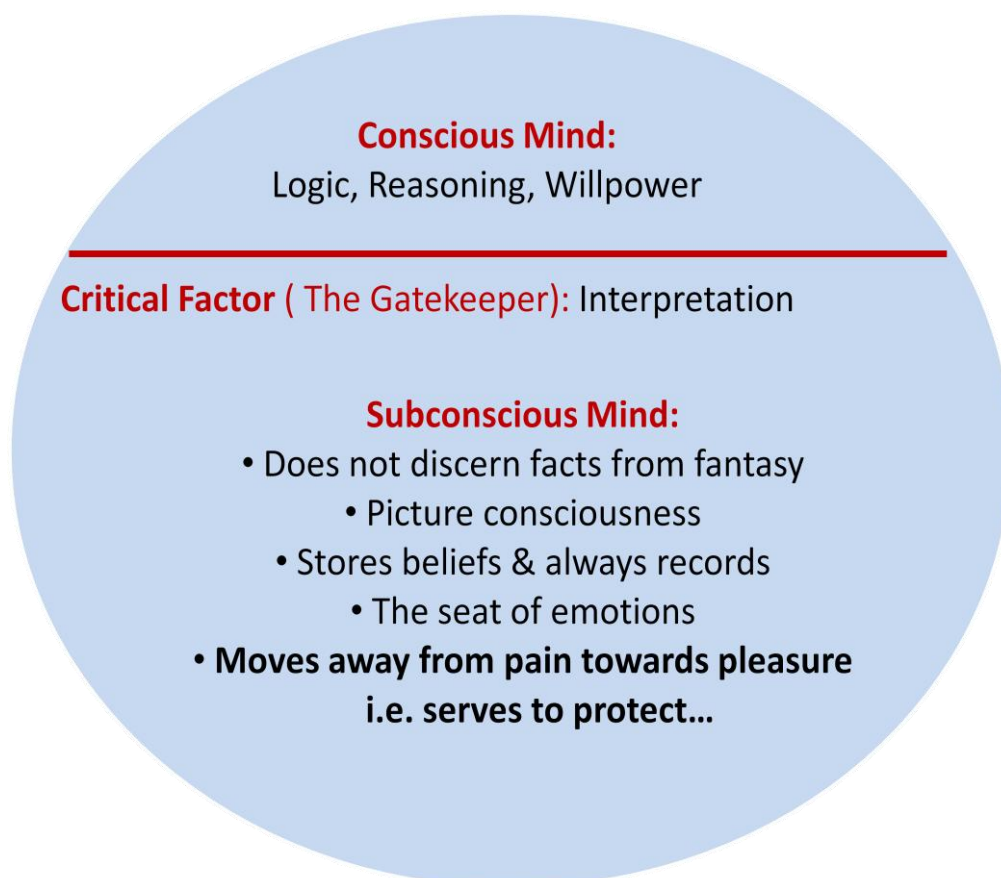 Conscious Mind:
Logic, Reasoning, Willpower
Critical Factor ( The Gatekeeper): Interpretation
Subconscious Mind:
• Does not discern facts from fantasy
• Picture consciousness
• Stores beliefs & always records
• The seat of emotions
• Moves away from pain towards pleasure
i.e. serves to protect…